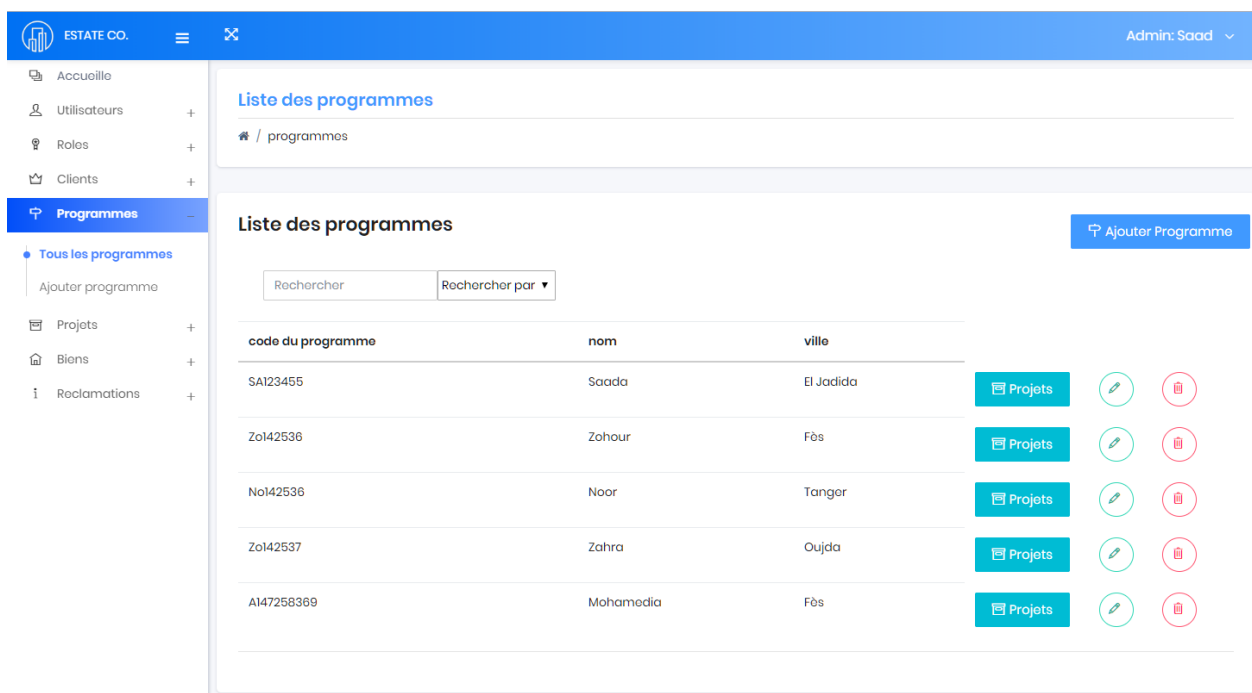 ESTATE CO.
Admin: Saad
Accueille
Utilisateurs +
Roles +
Clients +
Programmes -
Tous les programmes
Ajouter programme
Projets +
Biens +
Reclamations +
Liste des programmes
/ programmes
Liste des programmes
Ajouter Programme
Rechercher Rechercher par
code du programme nom ville
SA123455 Saada El Jadida Projets
Zo142536 Zohour Fès Projets
No142536 Noor Tanger Projets
Zo142537 Zahra Oujda Projets
A147258369 Mohamedia Fès Projets